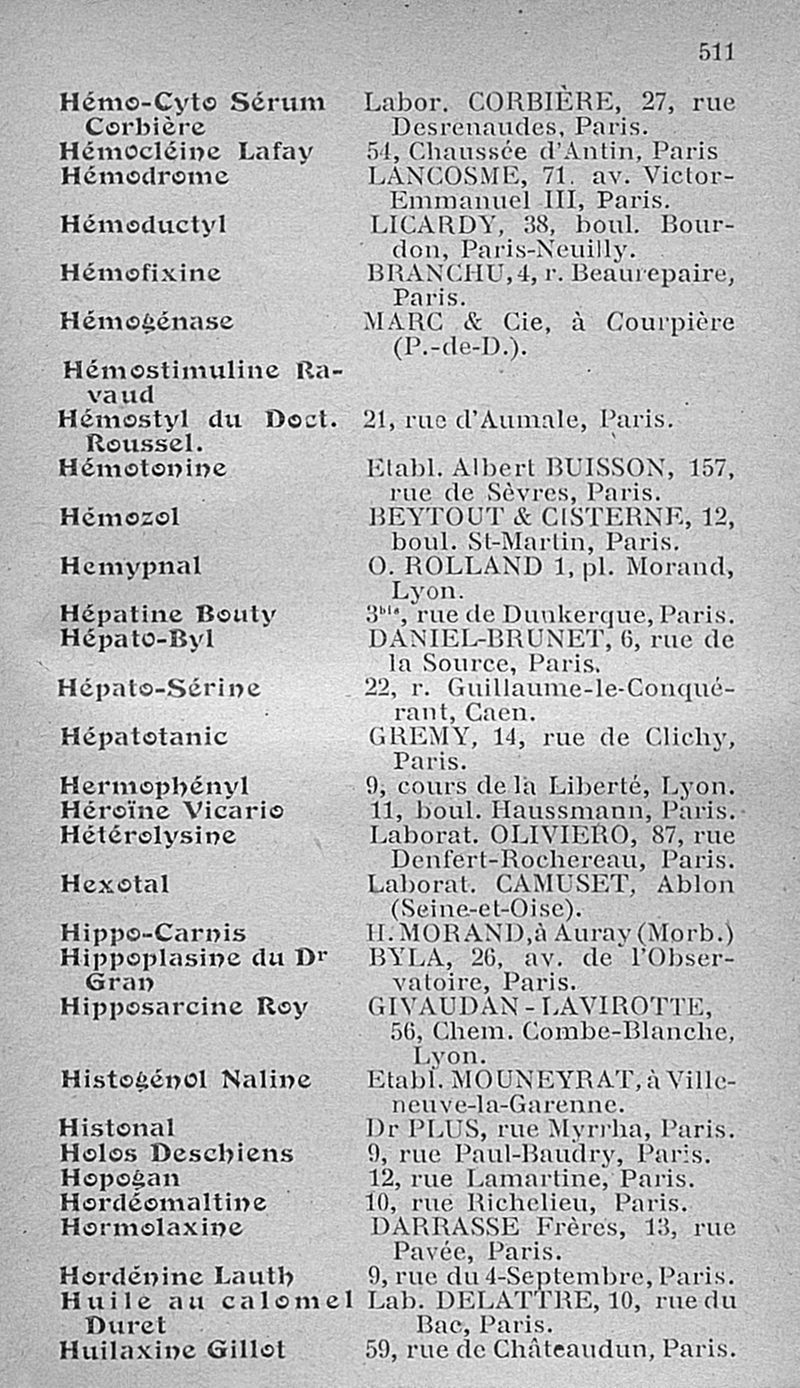 511
Hémo-Cyto Sérum Labor. CORBIÈRE, 27, rue
Corbière Desrenaudes, Paris.
Hémocléine Lafay 54, Chaussée d'Antin, Paris
Hémodrome LANCOSME, 71. av. Victor-
Emmanuel III, Paris.
Hémoductyl LICARDY, 38, boul. Bour-
don, Paris-Neuilly.
Hémofixine BRANCHU, 4, r. Beaurepaire,
Paris.
Hémogénase MARC & Cie, à Courpière
(P.-de-D.).
Hémostimuline Ra-
vaud
Hémostyl du Doct. 21, rue d'Aumale, Paris.
Roussel.
Hémotonine Etabl. Albert BUISSON, 157,
rue de Sèvres, Paris.
Hémozol BEYTOUT & CISTERNE, 12,
boul. St-Martin, Paris.
Hemypnal O. ROLLAND 1, pl. Morand,
Lyon.
Hépatine Bouty 3bis, rue de Dunkerque, Paris.
Hépato-Byl DANIEL-BRUNET, 6, rue de
la Source, Paris.
Hépato-Sérine 22, r. Guillaume-le-Conqué-
rant, Caen.
Hépatotanic GREMY, 14, rue de Clichy,
Paris.
Hermophényl 9, cours de la Liberté, Lyon.
Héroïne Vicario 11, boul. Haussmann, Paris.
Hétérolysine Laborat. OLIVIERO, 87, rue
Denfert-Rochereau, Paris.
Hexotal Laborat. CAMUSET, Ablon
(Seine-et-Oise).
Hippo-Carnis H. MORAND, à Auray (Morb.)
Hippoplasine du Dr BYLA, 26, av. de l'Obser-
Gran vatoire, Paris.
Hipposarcine Roy GIVAUDAN-LAVIROTTE,
56, Chem. Combe-Blanche,
Lyon.
Histogénol Naline Etabl. MOUNEYRAT, à Ville-
neuve-la-Garenne.
Histonal Dr PLUS, rue Myrrha, Paris.
Holos Deschiens 9, rue Paul-Baudry, Paris.
Hopogan 12, rue Lamartine, Paris.
Hordéomaltine 10, rue Richelieu, Paris.
Hormolaxine DARRASSE Frères, 13, rue
Pavée, Paris.
Hordénine Lauth 9, rue du 4-Septembre, Paris.
Huile au calomel Lab. DELATTRE, 10, rue du
Duret Bac, Paris.
Huilaxine Gillot 59, rue de Châteaudun, Paris.